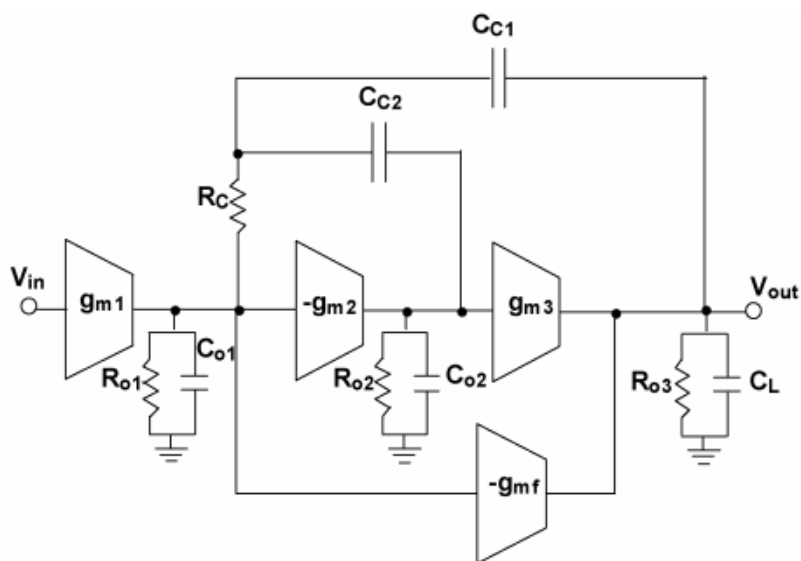 CC1
CC2
RC
Vin
gm1
-gm2
gm3
Vout
Ro1
Co1
Ro2
Co2
Ro3
CL
-gmf